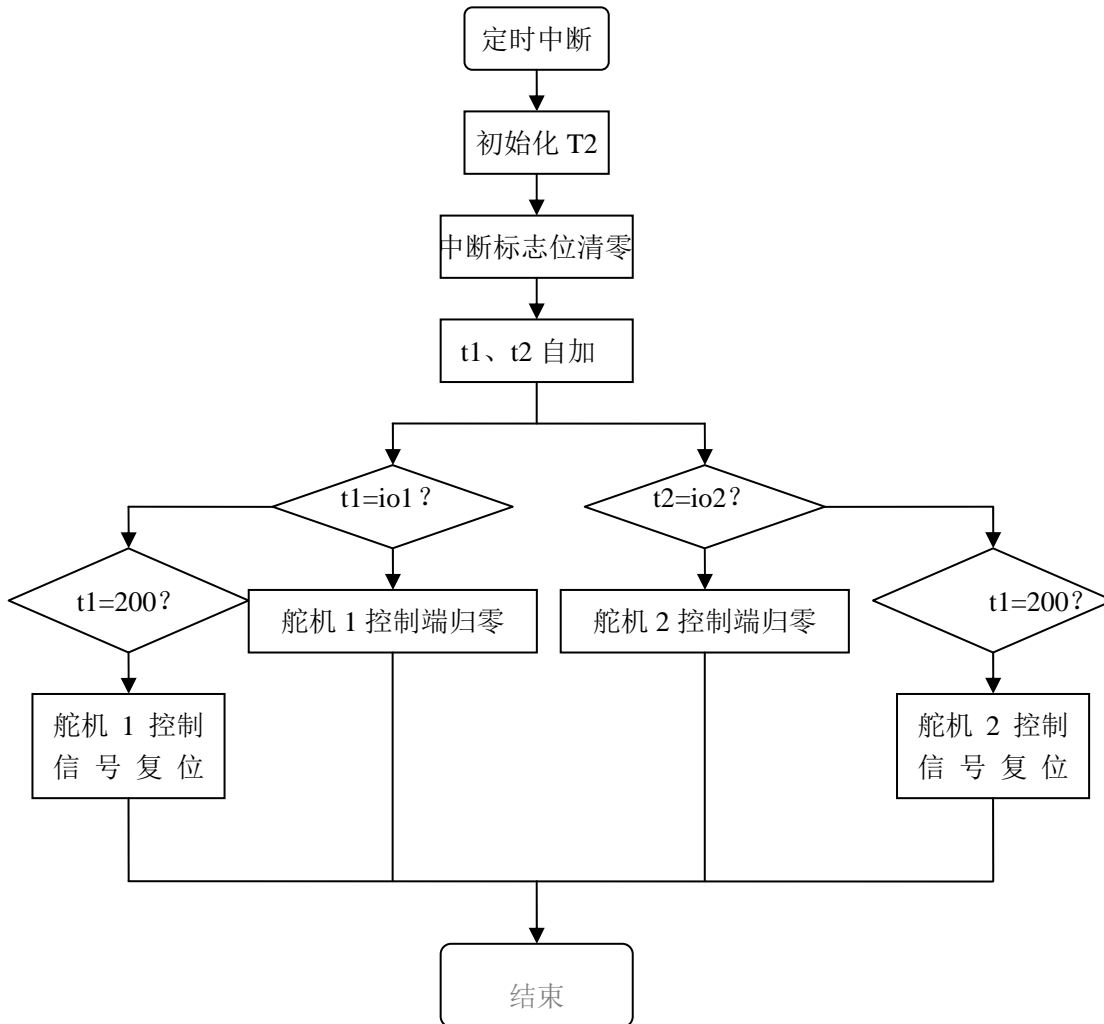 定时中断
初始化 T2
中断标志位清零
t1、t2 自加
t1=io1？
t2=io2？
t1=200？
舵机 1 控制端归零
舵机 2 控制端归零
t1=200？
舵机 1 控制
信号复位
舵机 2 控制
信号复位
结束